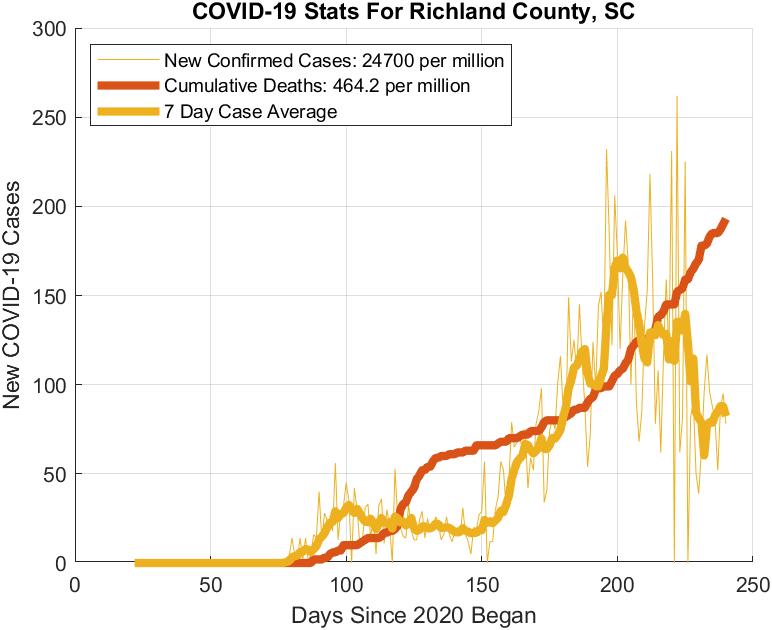 COVID-19 Stats For Richland County, SC
New Confirmed Cases: 24700 per million
Cumulative Deaths: 464.2 per million
7 Day Case Average
New COVID-19 Cases
300
250
200
150
100
50
0
0 50 100 150 200 250
Days Since 2020 Began